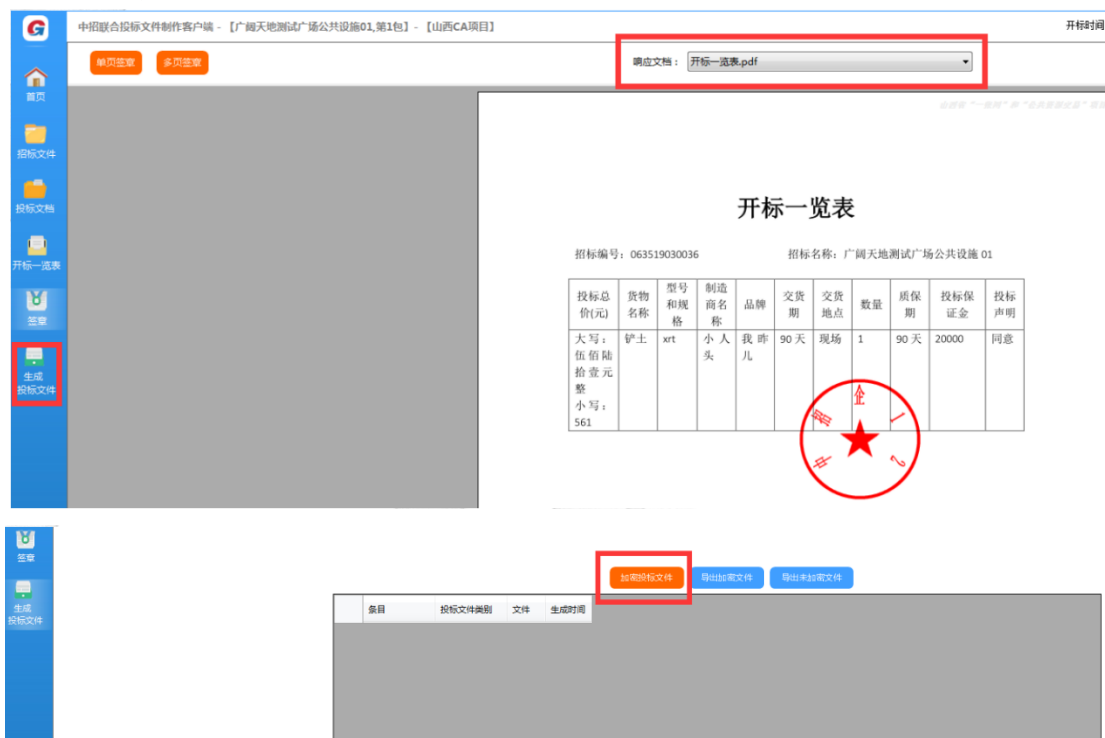 中招联合投标文件制作客户端 - 【广阔天地测试广场公共设施01,第1包】 - 【山西CA项目】
开标时间
单页签章
多页签章
响应文档：
开标一览表.pdf
首页
招标文件
投标文档
开标一览表
签章
生成
投标文件
开标一览表
招标编号：063519030036
招标名称：广阔天地测试广场公共设施 01
投标总价(元)
货物名称
型号和规格
制造商名称
品牌
交货期
交货地点
数量
质保期
投标保证金
投标声明
大写：
伍佰陆
拾壹元
整
小写：
561
铲土
xrt
小人头
我昨儿
90 天
现场
1
90 天
20000
同意
中招企12
签章
生成
投标文件
加密投标文件
导出加密文件
导出未加密文件
条目
投标文件类别
文件
生成时间